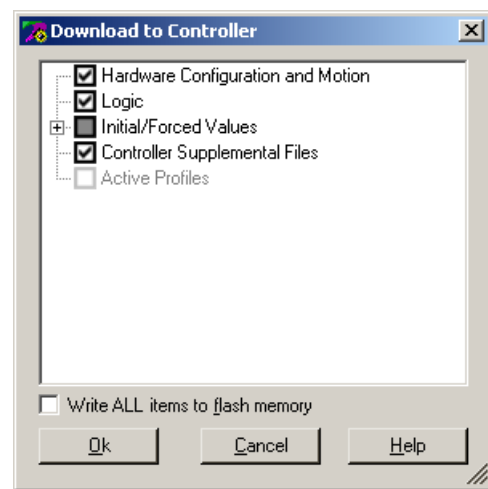 Download to Controller
Hardware Configuration and Motion
Logic
Initial/Forced Values
Controller Supplemental Files
Active Profiles
Write ALL items to flash memory
Ok Cancel Help